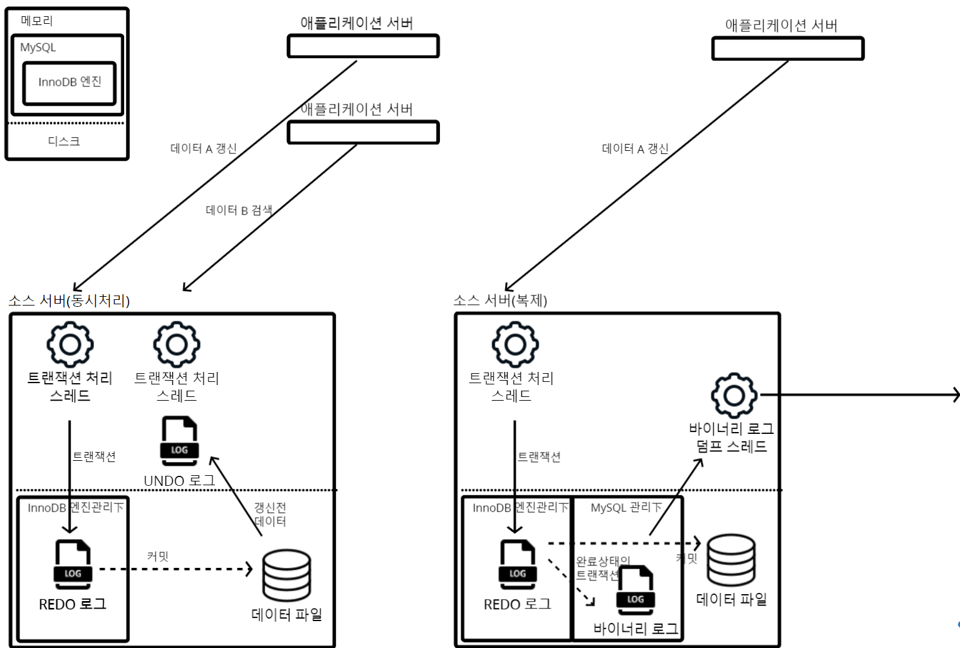 메모리
MySQL
InnoDB 엔진
디스크
애플리케이션 서버
애플리케이션 서버
데이터 A 갱신
데이터 B 검색
애플리케이션 서버
데이터 A 갱신
소스 서버(동시처리)
트랜잭션 처리
스레드
트랜잭션 처리
스레드
LOG
UNDO 로그
트랜잭션
InnoDB 엔진관리下
갱신전
데이터
LOG
REDO 로그
커밋
데이터 파일
소스 서버(복제)
트랜잭션 처리
스레드
바이너리 로그
덤프 스레드
트랜잭션
InnoDB 엔진관리下
MySQL 관리下
LOG
REDO 로그
완료상태의
트랜잭션
커밋
LOG
바이너리 로그
데이터 파일